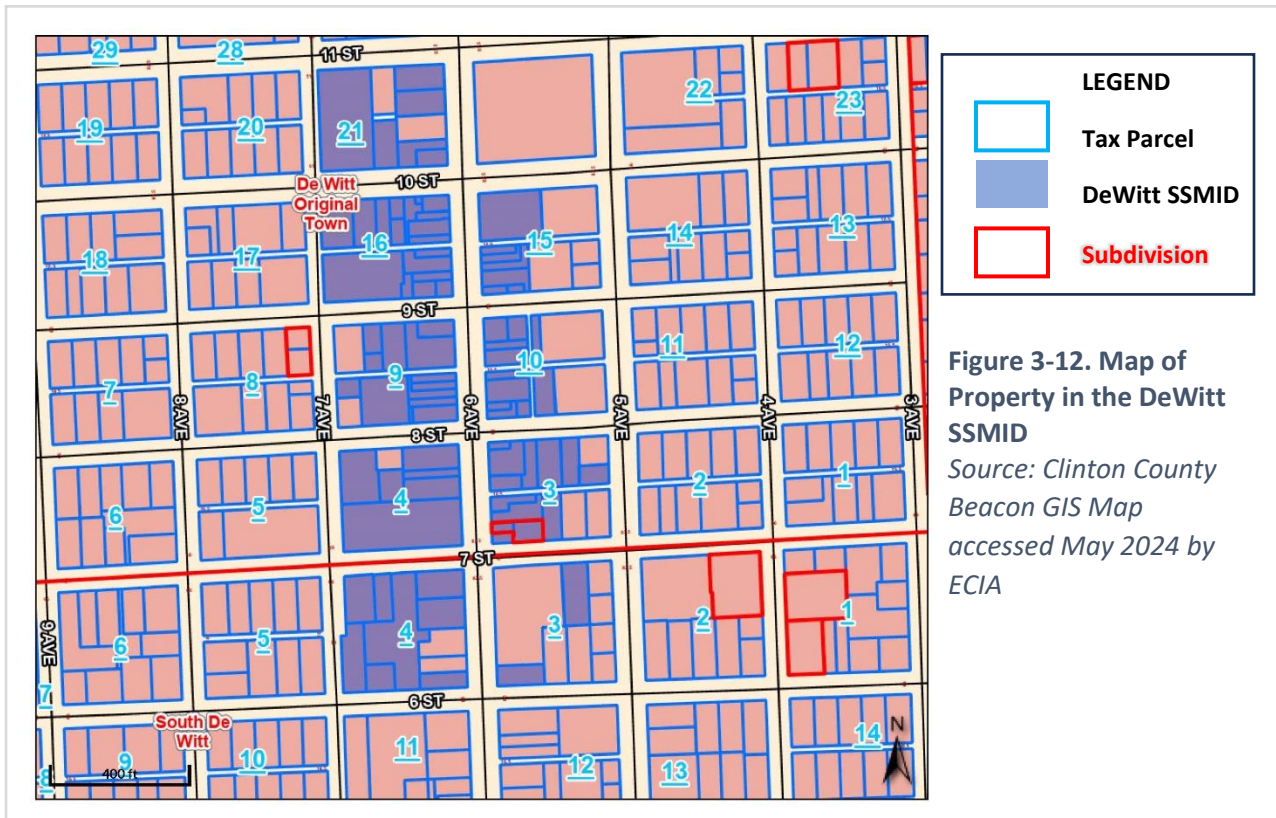 29
28
11 ST
22
23
19
20
21
De Witt
Original
Town
10 ST
18
17
16
15
14
13
9 ST
7
8
9
10
11
12
8 AVE
7 AVE
6 AVE
5 AVE
4 AVE
3 AVE
8 ST
6
5
4
3
2
1
7 ST
9 AVE
6
5
4
3
2
1
7
6 ST
South De
Witt
8
9
10
11
12
13
14
N
400 ft
LEGEND
Tax Parcel
DeWitt SSMID
Subdivision
Figure 3-12. Map of
Property in the DeWitt
SSMID
Source: Clinton County
Beacon GIS Map
accessed May 2024 by
ECIA